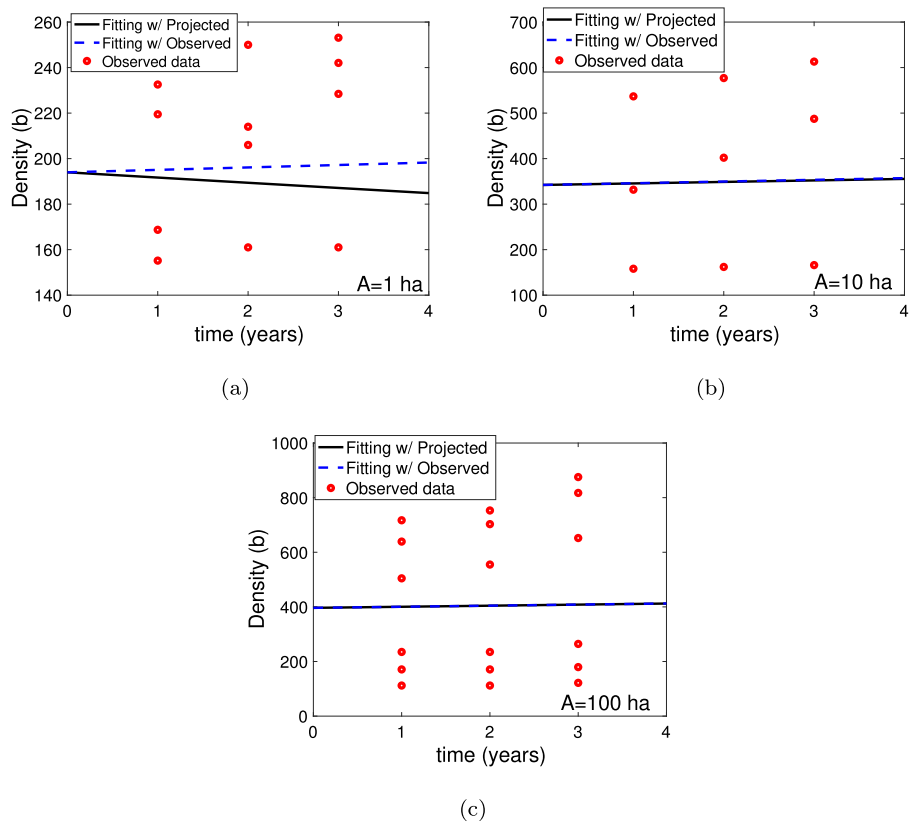 260
240
220
200
180
160
140
Density (b)
Fitting w/ Projected
Fitting w/ Observed
Observed data
A=1 ha
0 1 2 3 4
time (years)
(a)
700
600
500
400
300
200
100
Density (b)
Fitting w/ Projected
Fitting w/ Observed
Observed data
A=10 ha
0 1 2 3 4
time (years)
(b)
1000
800
600
400
200
0
Density (b)
Fitting w/ Projected
Fitting w/ Observed
Observed data
A=100 ha
0 1 2 3 4
time (years)
(c)